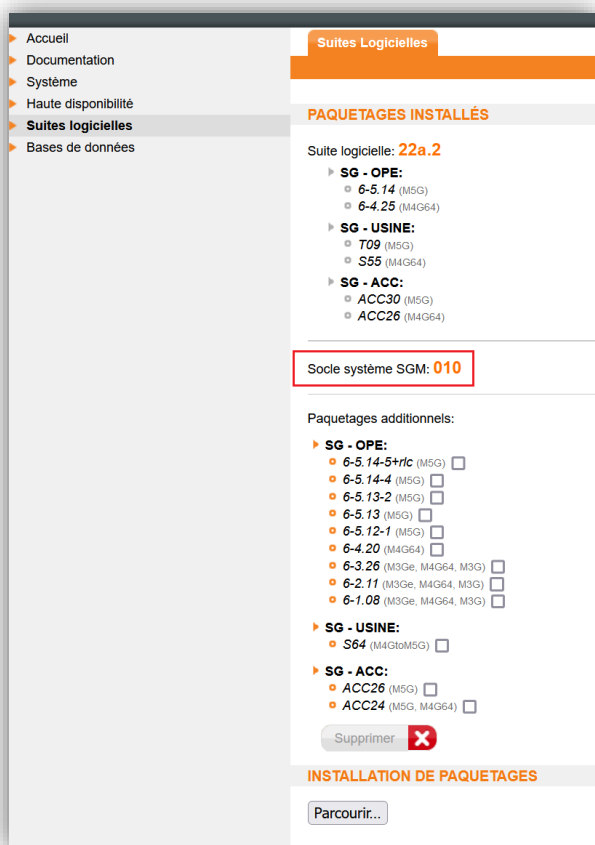 Accueil
Documentation
Système
Haute disponibilité
Suites logicielles
Bases de données
Suites Logicielles
PAQUETAGES INSTALLÉS
Suite logicielle: 22a.2
SG - OPE:
6-5.14 (M5G)
6-4.25 (M4G64)
SG - USINE:
T09 (M5G)
S55 (M4G64)
SG - ACC:
ACC30 (M5G)
ACC26 (M4G64)
Socle système SGM: 010
Paquetages additionnels:
SG - OPE:
6-5.14-5+rlc (M5G)
6-5.14-4 (M5G)
6-5.13-2 (M5G)
6-5.13 (M5G)
6-5.12-1 (M5G)
6-4.20 (M4G64)
6-3.26 (M3Ge, M4G64, M3G)
6-2.11 (M3Ge, M4G64, M3G)
6-1.08 (M3Ge, M4G64, M3G)
SG - USINE:
S64 (M4GtoM5G)
SG - ACC:
ACC26 (M5G)
ACC24 (M5G, M4G64)
Supprimer
INSTALLATION DE PAQUETAGES
Parcourir...